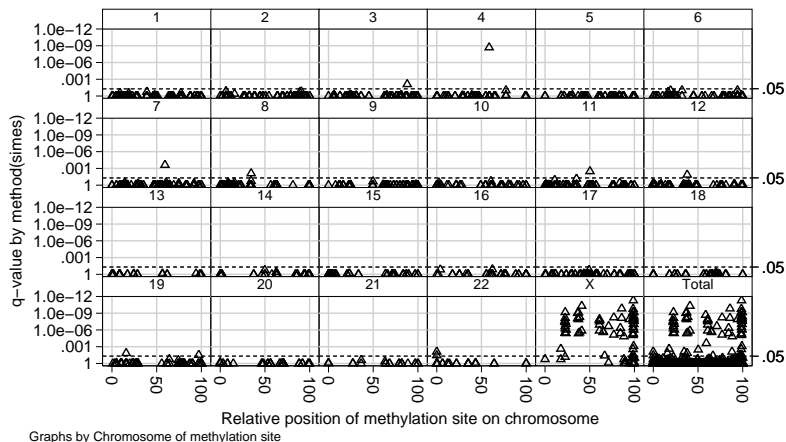 1 2 3 4 5 6
1.0e−12
1.0e−09
1.0e−06
.001
1
.05
7 8 9 10 11 12
1.0e−12
1.0e−09
1.0e−06
.001
1
.05
13 14 15 16 17 18
1.0e−12
1.0e−09
1.0e−06
.001
1
.05
19 20 21 22 X Total
1.0e−12
1.0e−09
1.0e−06
.001
1
.05
0 50 100 0 50 100 0 50 100 0 50 100 0 50 100 0 50 100
q−value by method(simes)
Relative position of methylation site on chromosome
Graphs by Chromosome of methylation site